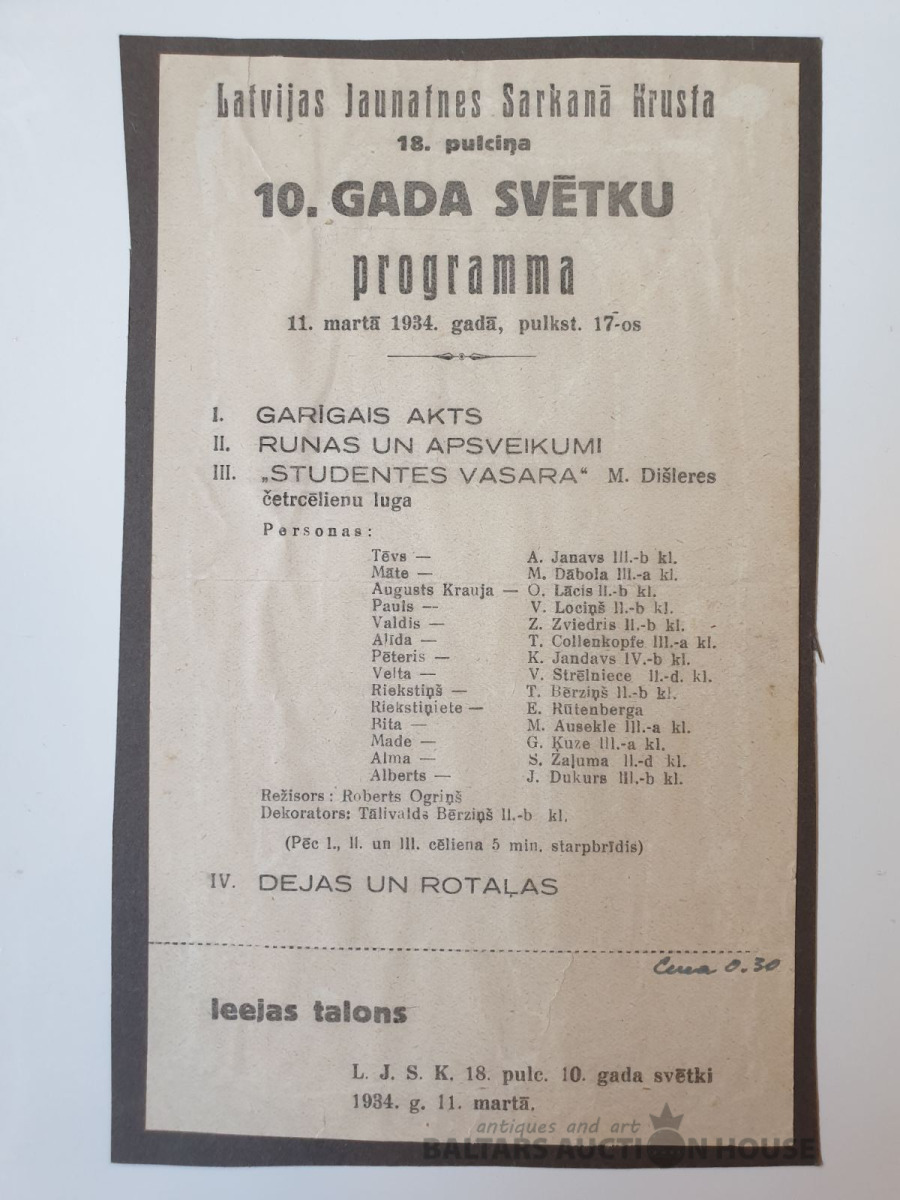 Latvijas Jaunatnes Sarkanā Krusta
18. pulciņa
10. GADA SVĒTKU
programma
11. martā 1934. gadā, pulkst. 17-os
I. GARĪGAIS AKTS
II. RUNAS UN APSVEIKUMI
III. „STUDENTES VASARA“ M. Dišleres
četrcēlienu luga
Personas:
Tēvs — A. Janavs III.-b kl.
Māte — M. Dābola III.-a kl.
Augusts Krauja — O. Lācis II.-b kl.
Pauls — V. Lociņš II.-b kl.
Valdis — Z. Zviedris II.-b kl.
Alīda — T. Collenkopfe III.-a kl.
Pēteris — K. Jandavs IV.-b kl.
Velta — V. Strēlniece II.-d. kl.
Riekstiņš — T. Bērziņš II.-b kl.
Riekstiņiete — E. Rūtenberga
Bita — M. Ausekle III.-a kl.
Made — G. Ķuze III.-a kl.
Alma — S. Zaļuma II.-d kl.
Alberts — J. Dukurs III.-b kl.
Režisors: Roberts Ogriņš
Dekorators: Tālivalds Bērziņš II.-b kl.
(Pēc I., II. un III. cēliena 5 min. starpbrīdis)
IV. DEJAS UN ROTAĻAS
Cena 0.30
Ieejas talons
L. J. S. K. 18. pulc. 10. gada svētki
1934. g. 11. martā.
antiques and art
BALTARS AUCTION HOUSE